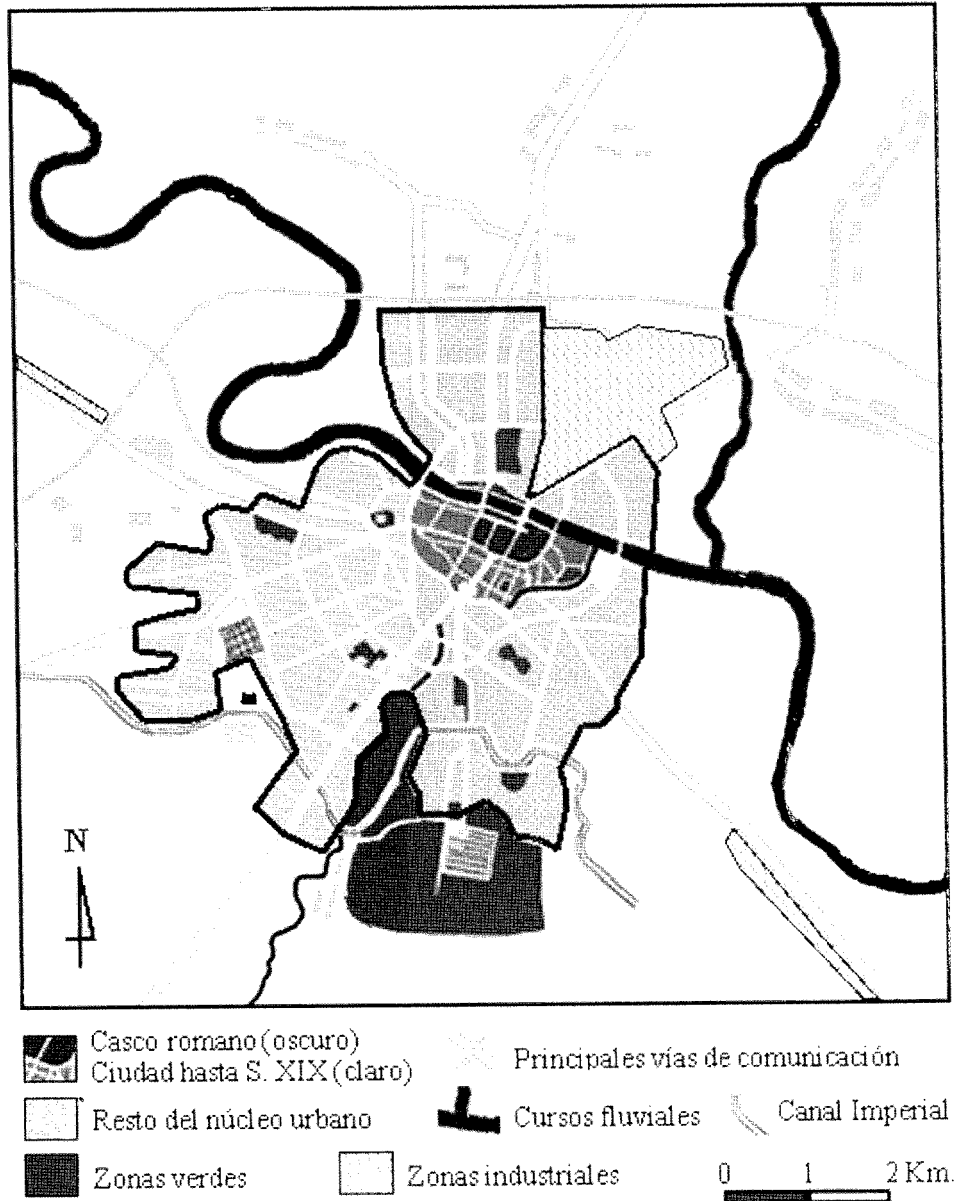 N
Casco romano (oscuro)
Ciudad hasta S. XIX (claro)
Principales vías de comunicación
Resto del núcleo urbano
Cursos fluviales
Canal Imperial
Zonas verdes
Zonas industriales
0 1 2 Km.